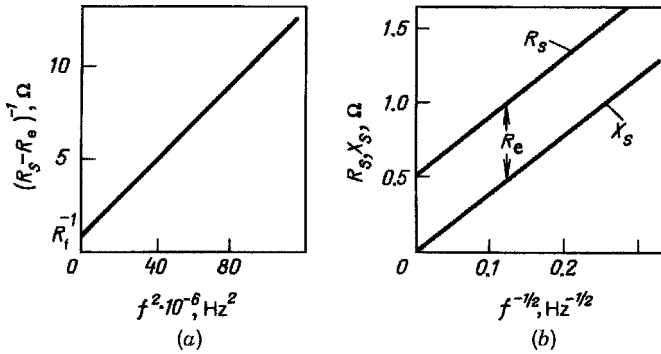 (R_s–R_e)^-1, Ω
10
5
R_f^-1
0
40
80
f^2·10^-6, Hz^2
(a)
R_s, X_s, Ω
1.5
1.0
0.5
0
0.1
0.2
R_s
R_e
X_s
f^-1/2, Hz^-1/2
(b)